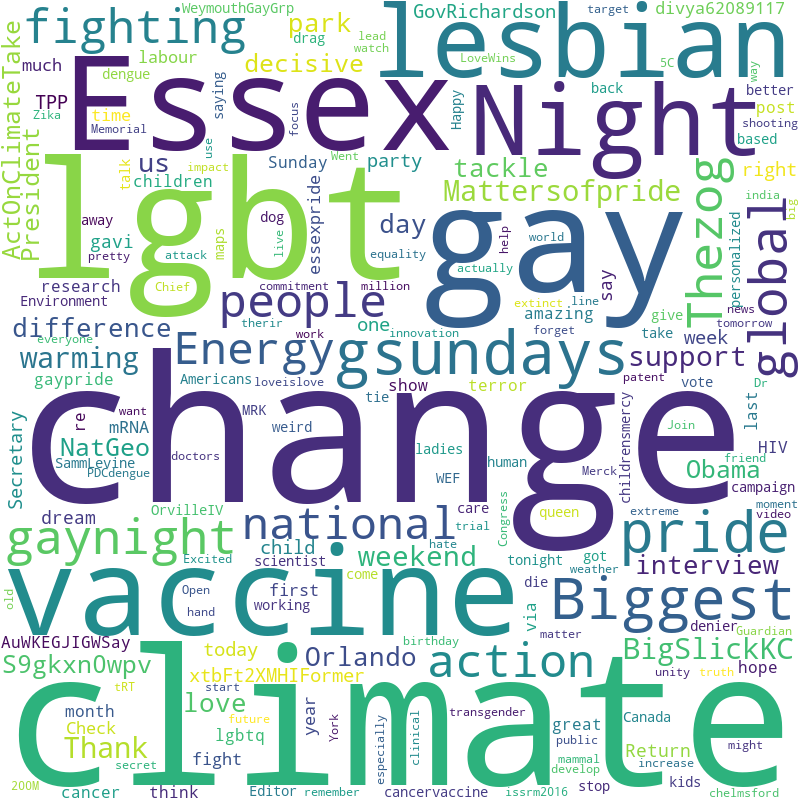 WeymouthGayGrp
GovRichardson
divya62089117
fighting
park
lesbian
target
lead
watch
drag
labour
decisive
LoveWins
5C
way
much
dengue
Essex
Night
back
better
TPP
saying
time
post
Zika
Memorial
focus
Happy
based
shooting
ActOnClimateTake
President
talk
use
impact
us
Sunday
Went
party
tackle
right
children
lgbt
gay
Mattersofpride
Thezog
india
big
global
personalized
away
gavi
pretty
attack
maps
dog
live
essexpride
day
equality
help
world
actually
say
research
Environment
Chief
commitment
million
people
extinct
line
give
news
tomorrow
difference
everyone
therir
work
one
innovation
amazing
forget
take
week
warming
Energy
gsundays
support
gaypride
Americans
loveislove
show
terror
patent
vote
Dr
Secretary
re
want
mRNA
MRK
tie
change
last
NatGeo
SammLevine
PDCdengue
doctors
weird
ladies
WEF
human
Merck
childrensmercy
Join
friend
HIV
Obama
campaign
dream
OrvilleIV
care
trial
Congress
queen
extreme
moment
video
gaynight
national
pride
child
scientist
hate
weekend
tonight
weather
got
interview
Excited
come
vaccine
old
Open
hand
first
working
die
via
Biggest
denier
Guardian
AuWKEGJIGWSay
today
birthday
matter
S9gkxnOwpv
Orlando
action
BigSlickKC
unity
truth
hope
xtbFt2XMHIFormer
tRT
start
love
climate
month
Check
future
year
York
especially
clinical
transgender
great
public
Canada
Thank
lgbtq
Return
might
secret
fight
mammal
develop
increase
200M
cancer
think
Editor
remember
cancervaccine
issrm2016
stop
kids
chelmsford